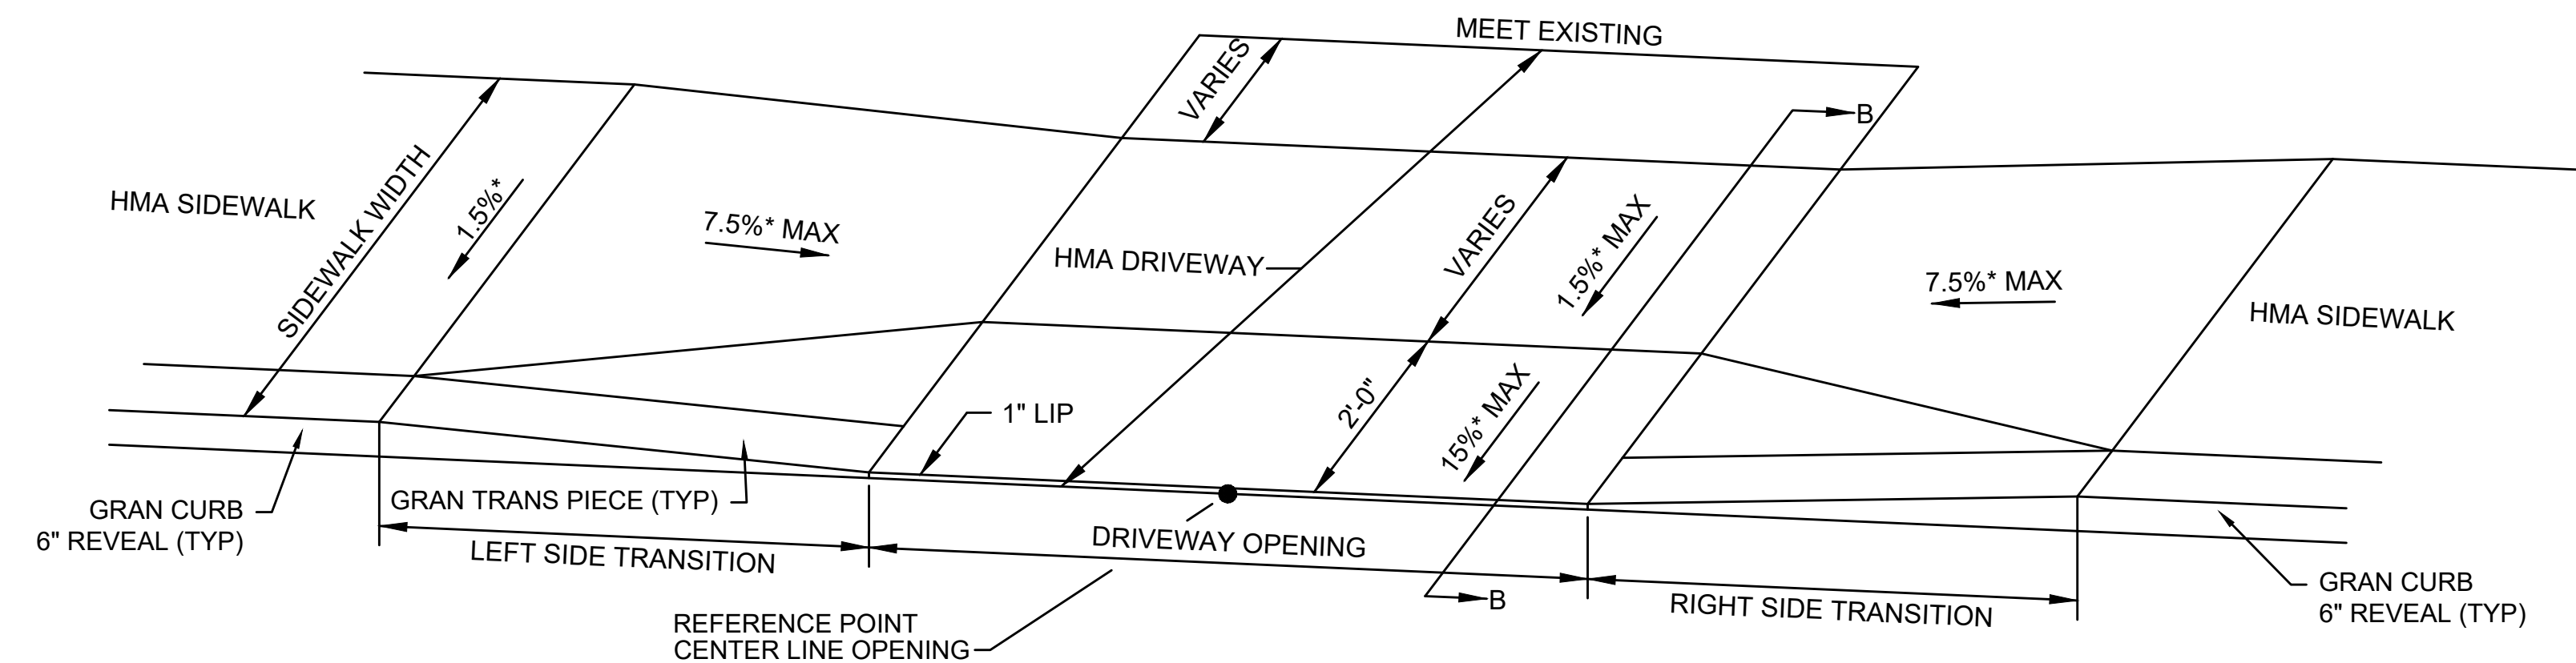 MEET EXISTING
VARIES
B
HMA SIDEWALK
SIDEWALK WIDTH
1.5%*
7.5%* MAX
HMA DRIVEWAY
VARIES
1.5%* MAX
7.5%* MAX
HMA SIDEWALK
1" LIP
2'-0"
15%* MAX
GRAN CURB
6" REVEAL (TYP)
GRAN TRANS PIECE (TYP)
LEFT SIDE TRANSITION
DRIVEWAY OPENING
B
RIGHT SIDE TRANSITION
GRAN CURB
6" REVEAL (TYP)
REFERENCE POINT
CENTER LINE OPENING